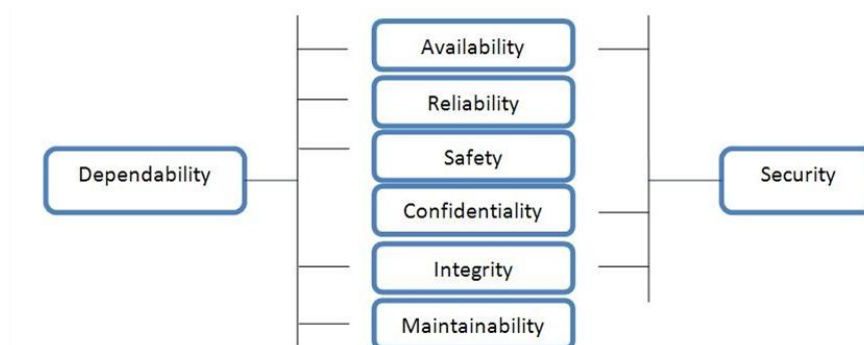 Availability
Reliability
Safety
Dependability
Security
Confidentiality
Integrity
Maintainability